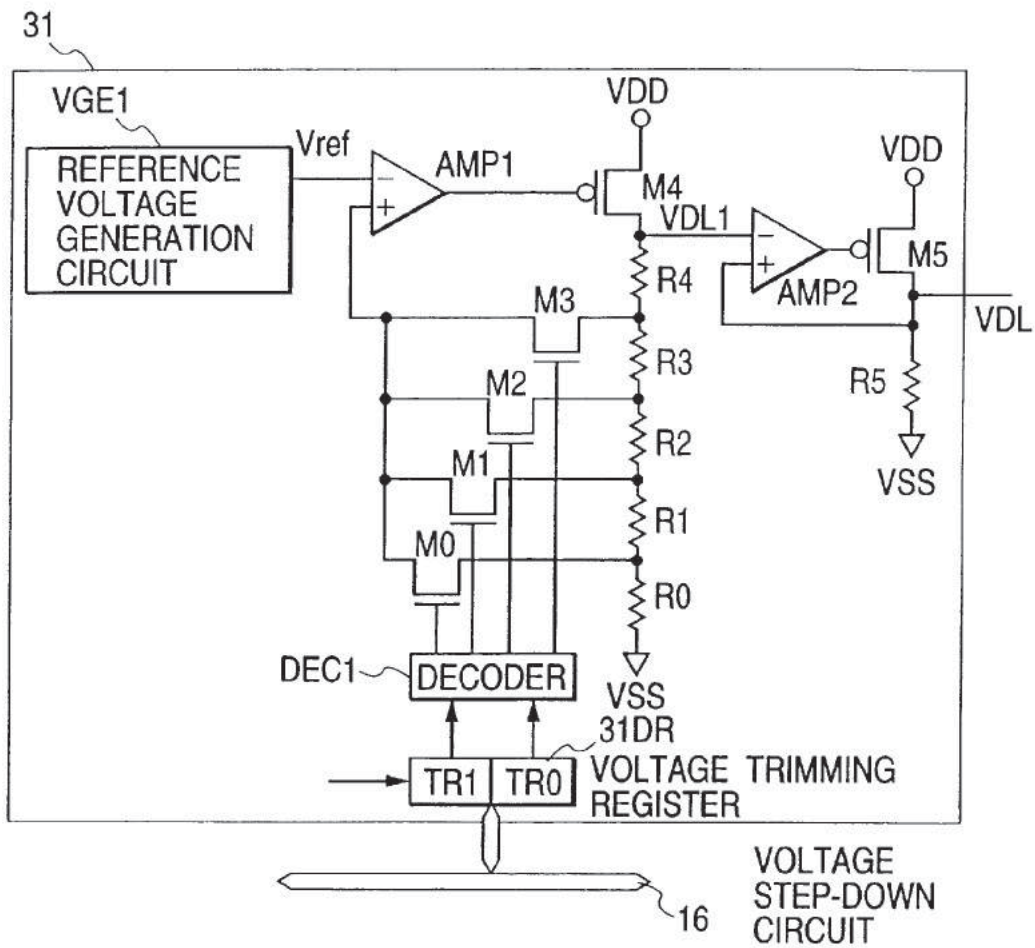 31
VGE1
REFERENCE
VOLTAGE
GENERATION
CIRCUIT
Vref
−
+
AMP1
VDD
M4
VDL1
−
+
AMP2
VDD
M5
VDL
R5
VSS
R4
M3
R3
M2
R2
M1
R1
M0
R0
VSS
DEC1
DECODER
31DR
TR1
TR0
VOLTAGE TRIMMING
REGISTER
16
VOLTAGE
STEP-DOWN
CIRCUIT